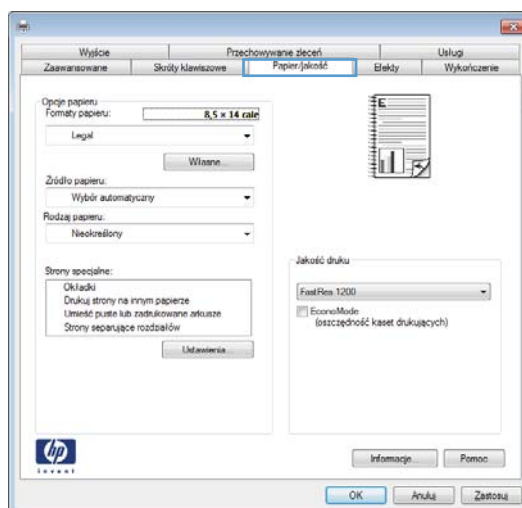 Wyjście Przechowywanie zleceń Usługi
Zaawansowane Skróty klawiszowe Papier/jakość Efekty Wykończenie
Opcje papieru
Formaty papieru: 8,5 × 14 cale
Legal
Własne...
Źródło papieru:
Wybór automatyczny
Rodzaj papieru:
Nieokreślony
Strony specjalne:
Okładki
Drukuj strony na innym papierze
Umieść puste lub zadrukowane arkusze
Strony separujące rozdziałów
Ustawienia...
E
Jakość druku
FastRes 1200
EconoMode
(oszczędność kaset drukujących)
hp
invent
Informacje... Pomoc
OK Anuluj Zastosuj